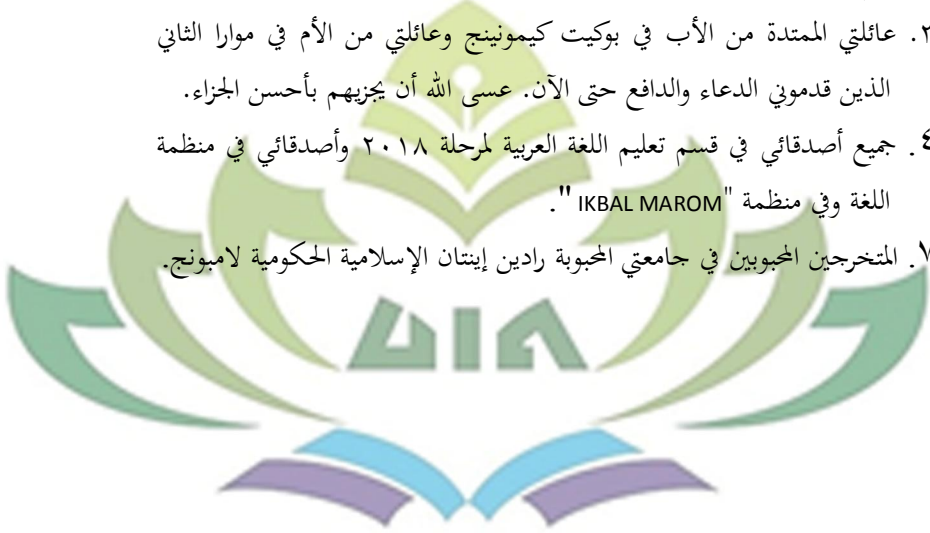 ٢. عائلتي الممتدة من الأب في بوكيت كيمونينج وعائلتي من الأم في موارا الثاني
الذين قدموني الدعاء والدافع حتى الآن. عسى الله أن يجزيهم بأحسن الجزاء.
٤. جميع أصدقائي في قسم تعليم اللغة العربية لمرحلة ٢٠١٨ وأصدقائي في منظمة
اللغة وفي منظمة "IKBAL MAROM".
٧. المتخرجين المحبوبين في جامعتي المحبوبة رادين إينتان الإسلامية الحكومية لامبونج.